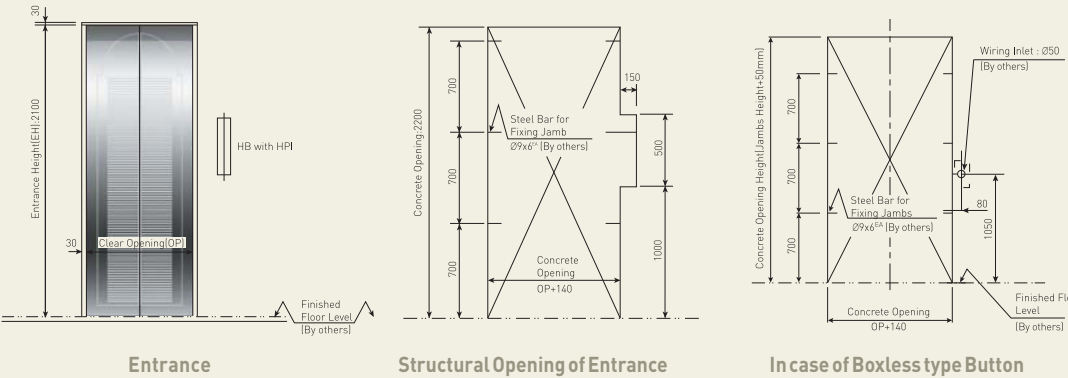 30
Entrance Height(EH):2100
HB with HPI
30
Clear Opening(OP)
Finished
Floor Level
(By others)
Entrance
Concrete Opening:2200
700
700
700
150
Steel Bar for
Fixing Jamb
Ø9x6EA (By others)
500
1000
Concrete
Opening
OP+140
Structural Opening of Entrance
Concrete Opening Height(Jambs Height+50mm)
700
700
700
Wiring Inlet : Ø50
(By others)
Steel Bar for
Fixing Jambs
Ø9x6EA (By others)
80
1050
Concrete Opening
OP+140
Finished Flo
Level
(By others)
In case of Boxless type Button